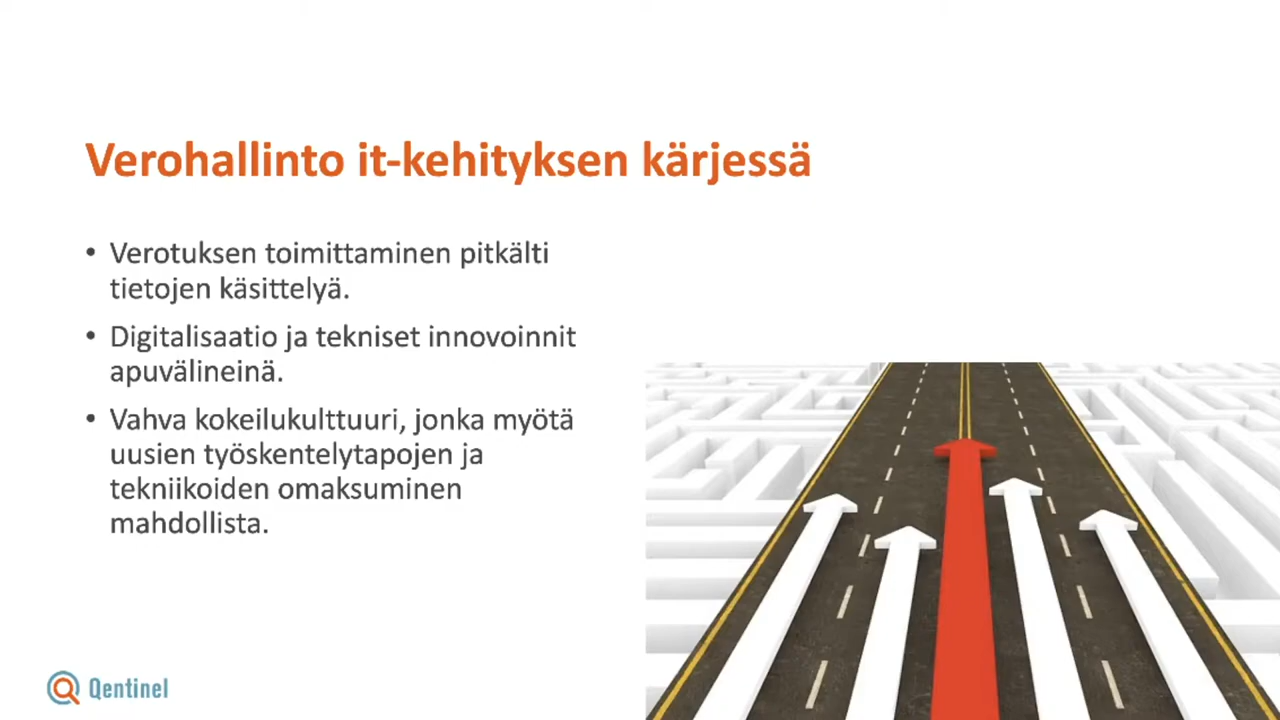 Verohallinto it-kehityksen kärjessä
• Verotuksen toimittaminen pitkälti
tietojen käsittelyä.
• Digitalisaatio ja tekniset innovoinnit
apuvälineinä.
• Vahva kokeilukulttuuri, jonka myötä
uusien työskentelytapojen ja
tekniikoiden omaksuminen
mahdollista.
Qentinel